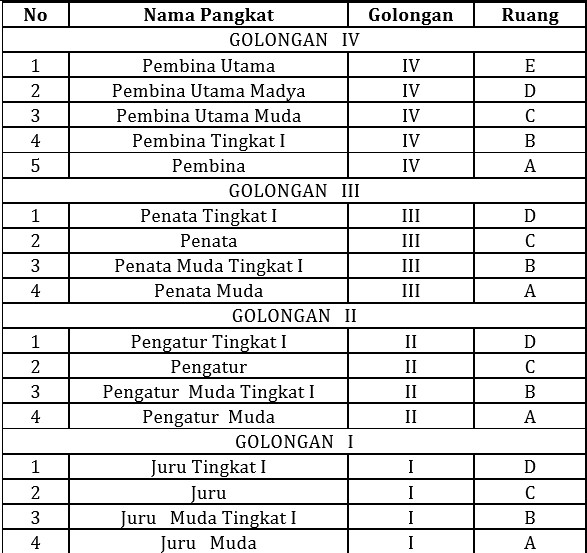 No Nama Pangkat Golongan Ruang
GOLONGAN IV
1 Pembina Utama IV E
2 Pembina Utama Madya IV D
3 Pembina Utama Muda IV C
4 Pembina Tingkat I IV B
5 Pembina IV A
GOLONGAN III
1 Penata Tingkat I III D
2 Penata III C
3 Penata Muda Tingkat I III B
4 Penata Muda III A
GOLONGAN II
1 Pengatur Tingkat I II D
2 Pengatur II C
3 Pengatur Muda Tingkat I II B
4 Pengatur Muda II A
GOLONGAN I
1 Juru Tingkat I I D
2 Juru I C
3 Juru Muda Tingkat I I B
4 Juru Muda I A